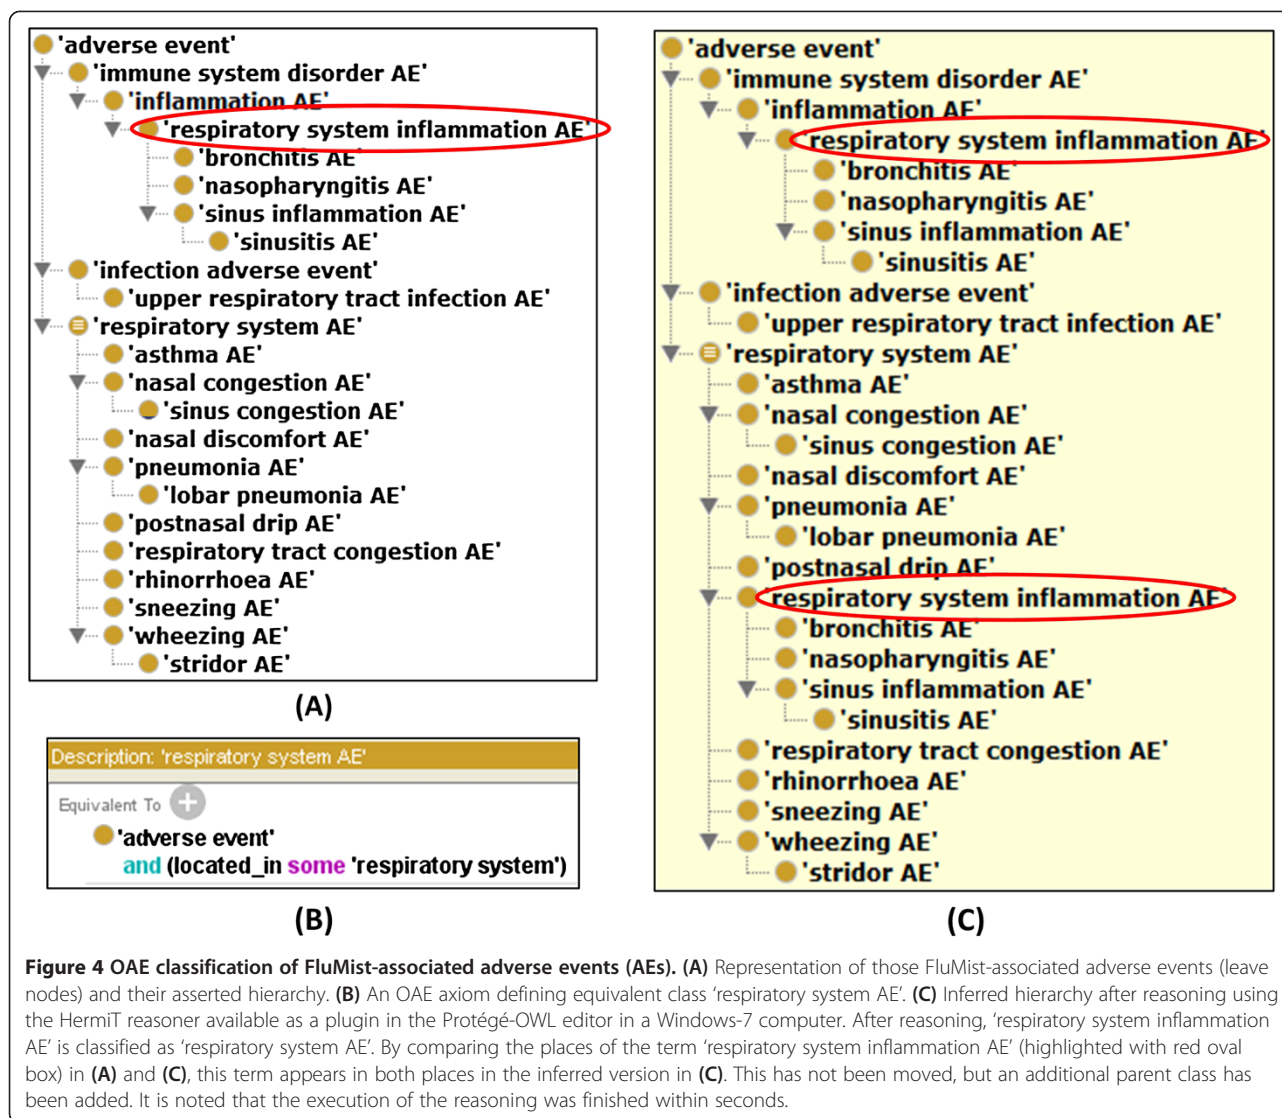 'adverse event'
'immune system disorder AE'
'inflammation AE'
'respiratory system inflammation AE'
'bronchitis AE'
'nasopharyngitis AE'
'sinus inflammation AE'
'sinusitis AE'
'infection adverse event'
'upper respiratory tract infection AE'
'respiratory system AE'
'asthma AE'
'nasal congestion AE'
'sinus congestion AE'
'nasal discomfort AE'
'pneumonia AE'
'lobar pneumonia AE'
'postnasal drip AE'
'respiratory tract congestion AE'
'rhinorrhoea AE'
'sneezing AE'
'wheezing AE'
'stridor AE'
(A)
Description: 'respiratory system AE'
Equivalent To
'adverse event'
and (located_in some 'respiratory system')
(B)
'adverse event'
'immune system disorder AE'
'inflammation AE'
'respiratory system inflammation AE'
'bronchitis AE'
'nasopharyngitis AE'
'sinus inflammation AE'
'sinusitis AE'
'infection adverse event'
'upper respiratory tract infection AE'
'respiratory system AE'
'asthma AE'
'nasal congestion AE'
'sinus congestion AE'
'nasal discomfort AE'
'pneumonia AE'
'lobar pneumonia AE'
'postnasal drip AE'
'respiratory system inflammation AE'
'bronchitis AE'
'nasopharyngitis AE'
'sinus inflammation AE'
'sinusitis AE'
'respiratory tract congestion AE'
'rhinorrhoea AE'
'sneezing AE'
'wheezing AE'
'stridor AE'
(C)
Figure 4 OAE classification of FluMist-associated adverse events (AEs). (A) Representation of those FluMist-associated adverse events (leave
nodes) and their asserted hierarchy. (B) An OAE axiom defining equivalent class ‘respiratory system AE’. (C) Inferred hierarchy after reasoning using
the HermiT reasoner available as a plugin in the Protégé-OWL editor in a Windows-7 computer. After reasoning, ‘respiratory system inflammation
AE’ is classified as ‘respiratory system AE’. By comparing the places of the term ‘respiratory system inflammation AE’ (highlighted with red oval
box) in (A) and (C), this term appears in both places in the inferred version in (C). This has not been moved, but an additional parent class has
been added. It is noted that the execution of the reasoning was finished within seconds.